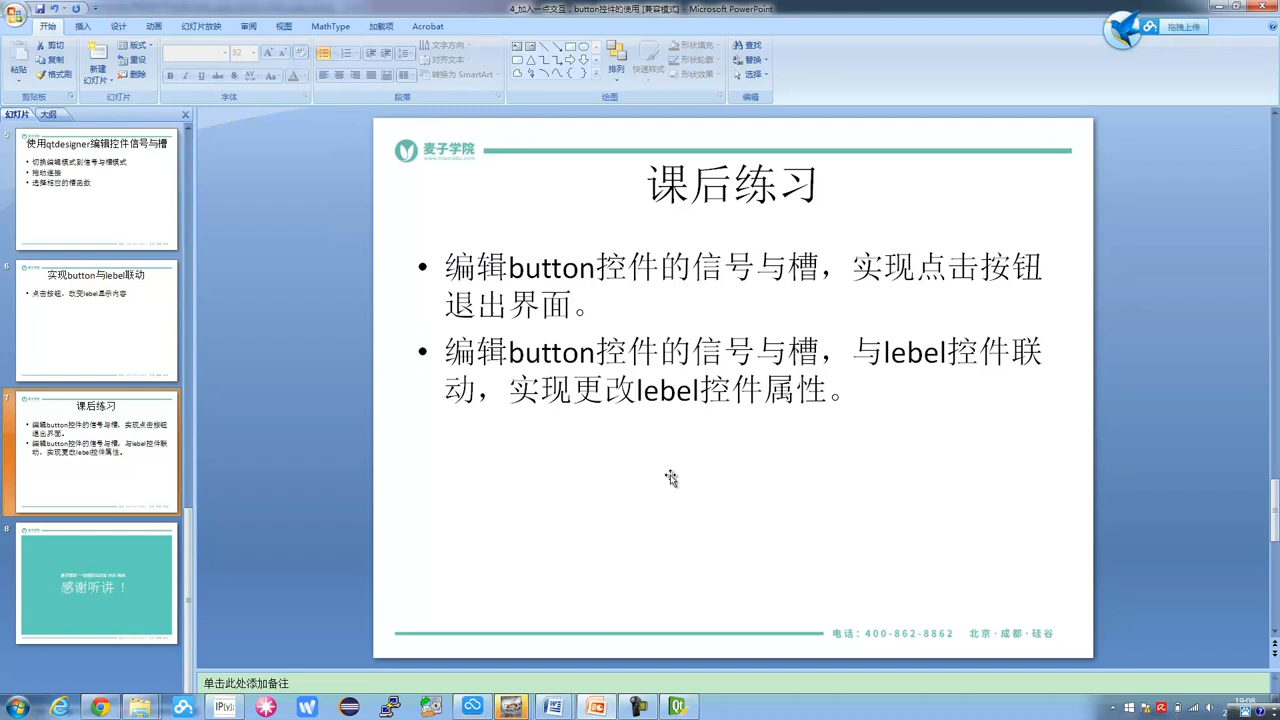 4_加入一点交互：button控件的使用 [兼容模式] - Microsoft PowerPoint
开始 插入 设计 动画 幻灯片放映 审阅 视图 MathType 加载项 Acrobat
拖拽上传
粘贴
剪切
复制
格式刷
剪贴板
新建
幻灯片
版式
重设
删除
幻灯片
32
字体
文字方向
对齐文本
转换为 SmartArt
段落
排列
快速样式
形状填充
形状轮廓
形状效果
绘图
查找
替换
选择
编辑
幻灯片 大纲
5
使用qtdesigner编辑控件信号与槽
• 切换编辑模式到信号与槽模式
• 拖动连接
• 选择相应的槽函数
6
实现button与lebel联动
• 点击按钮，改变lebel显示内容
7
课后练习
• 编辑button控件的信号与槽，实现点击按钮
退出界面。
• 编辑button控件的信号与槽，与lebel控件联
动，实现更改lebel控件属性。
8
感谢听讲！
麦子学院
www.maiziedu.com
课后练习
• 编辑button控件的信号与槽，实现点击按钮
退出界面。
• 编辑button控件的信号与槽，与lebel控件联
动，实现更改lebel控件属性。
电话：400-862-8862 北京·成都·硅谷
单击此处添加备注
IP[y]:
19:08